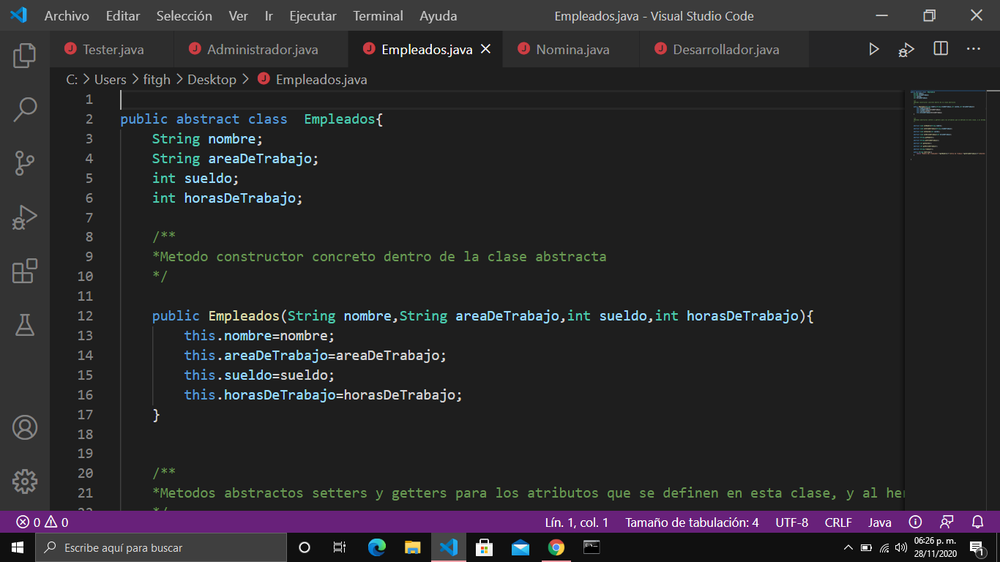 Archivo Editar Selección Ver Ir Ejecutar Terminal Ayuda Empleados.java - Visual Studio Code
Tester.java Administrador.java Empleados.java Nomina.java Desarrollador.java
C: > Users > fitgh > Desktop > Empleados.java
1
2 public abstract class  Empleados{
3 String nombre;
4 String areaDeTrabajo;
5 int sueldo;
6 int horasDeTrabajo;
7
8 /**
9 *Metodo constructor concreto dentro de la clase abstracta
10 */
11
12 public Empleados(String nombre,String areaDeTrabajo,int sueldo,int horasDeTrabajo){
13 this.nombre=nombre;
14 this.areaDeTrabajo=areaDeTrabajo;
15 this.sueldo=sueldo;
16 this.horasDeTrabajo=horasDeTrabajo;
17 }
18
19
20 /**
21 *Metodos abstractos setters y getters para los atributos que se definen en esta clase, y al her
22 */
0 0 Lín. 1, col. 1 Tamaño de tabulación: 4 UTF-8 CRLF Java
Escribe aquí para buscar
06:26 p. m.
28/11/2020
1